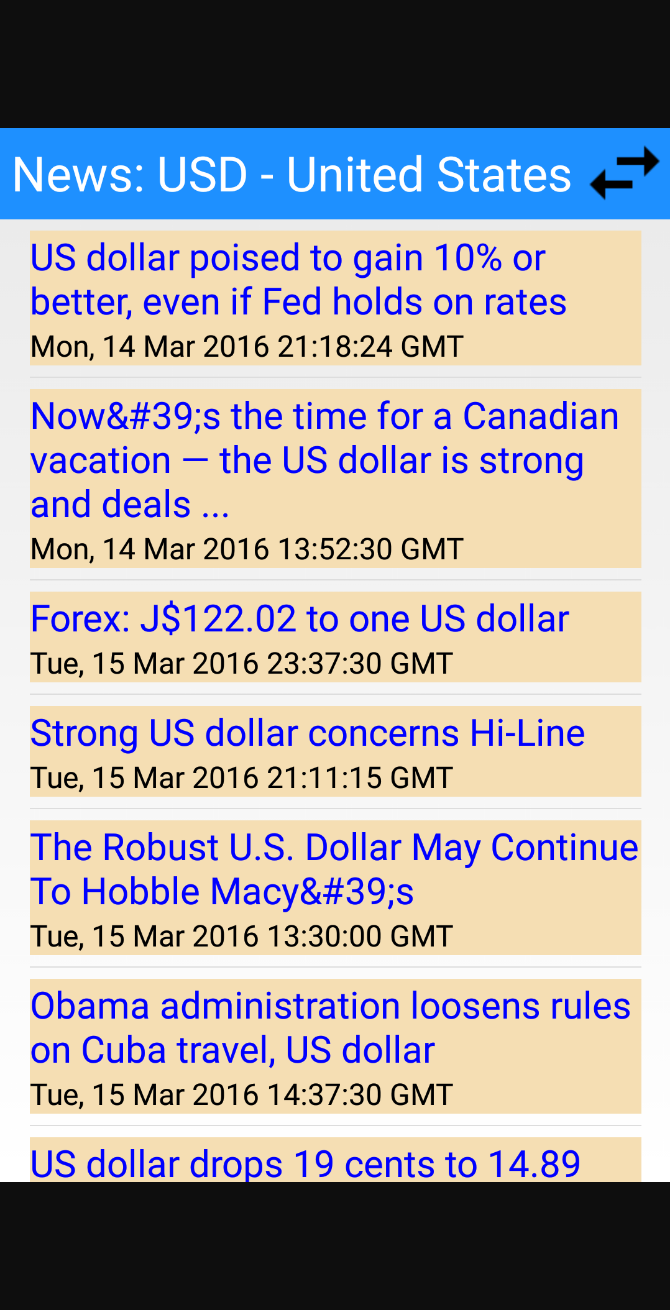 News: USD - United States
US dollar poised to gain 10% or
better, even if Fed holds on rates
Mon, 14 Mar 2016 21:18:24 GMT
Now&#39;s the time for a Canadian
vacation — the US dollar is strong
and deals ...
Mon, 14 Mar 2016 13:52:30 GMT
Forex: J$122.02 to one US dollar
Tue, 15 Mar 2016 23:37:30 GMT
Strong US dollar concerns Hi-Line
Tue, 15 Mar 2016 21:11:15 GMT
The Robust U.S. Dollar May Continue
To Hobble Macy&#39;s
Tue, 15 Mar 2016 13:30:00 GMT
Obama administration loosens rules
on Cuba travel, US dollar
Tue, 15 Mar 2016 14:37:30 GMT
US dollar drops 19 cents to 14.89